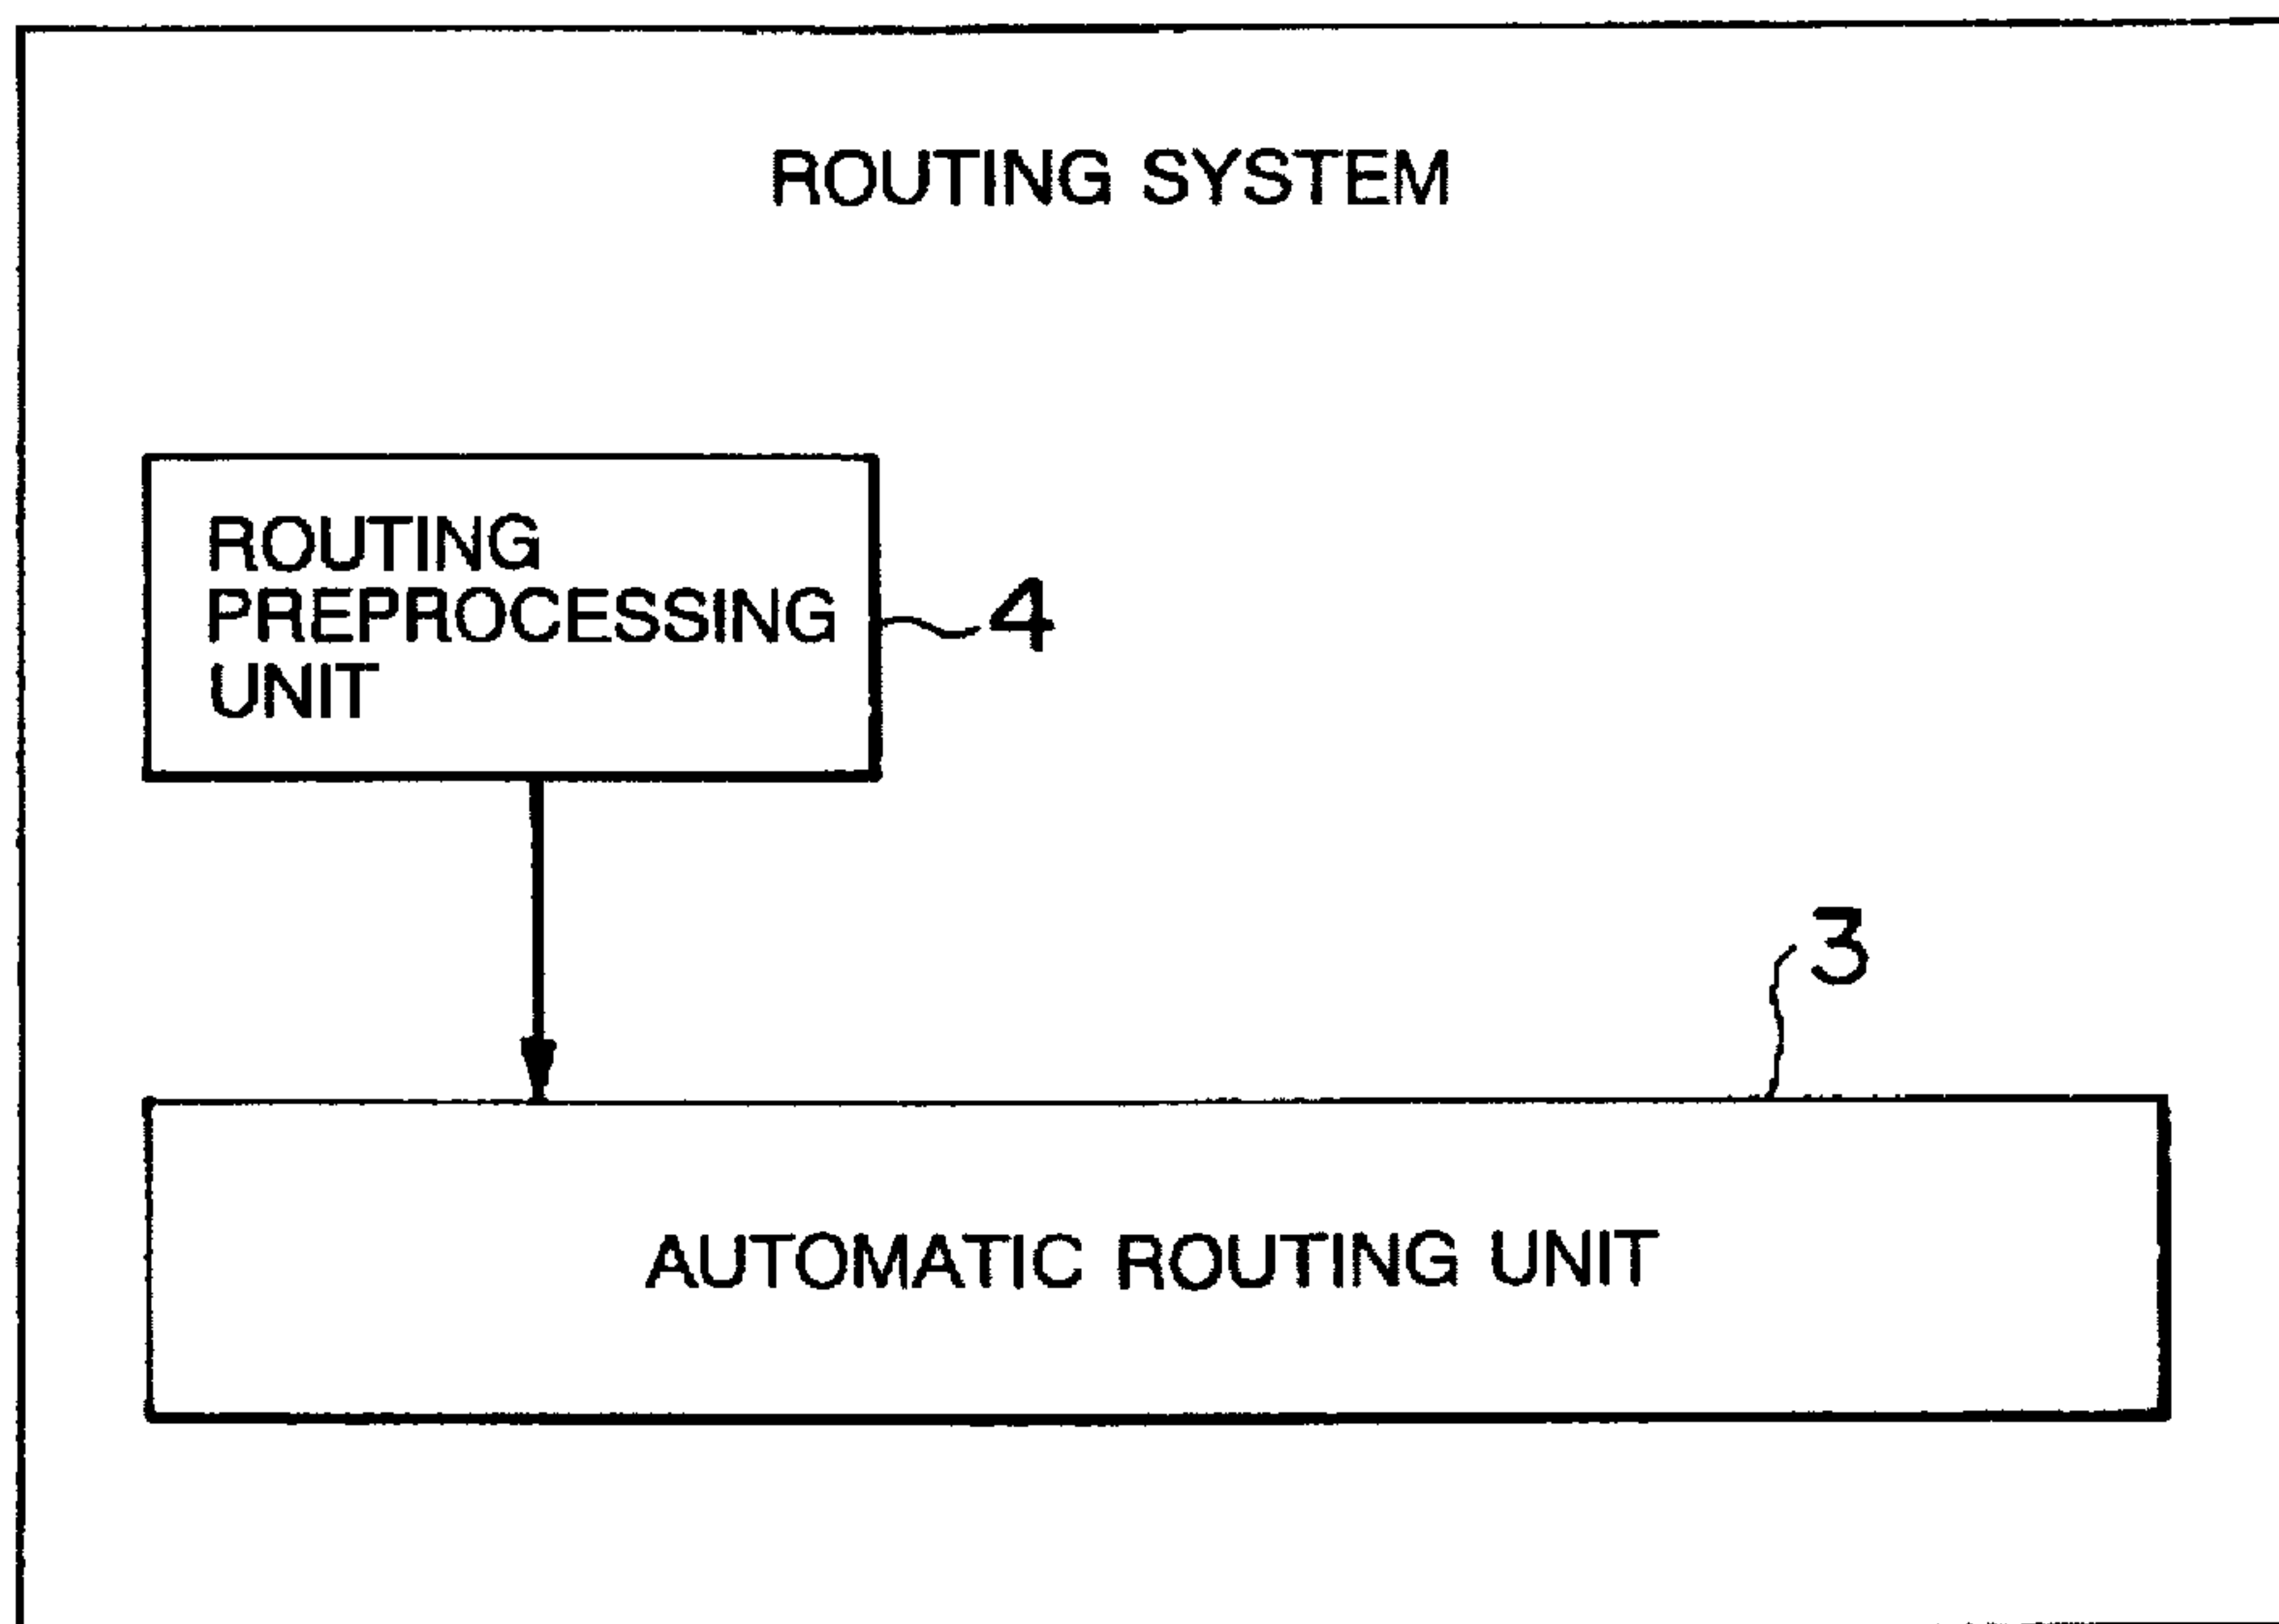 ROUTING SYSTEM
ROUTING
PREPROCESSING
UNIT
4
3
AUTOMATIC ROUTING UNIT